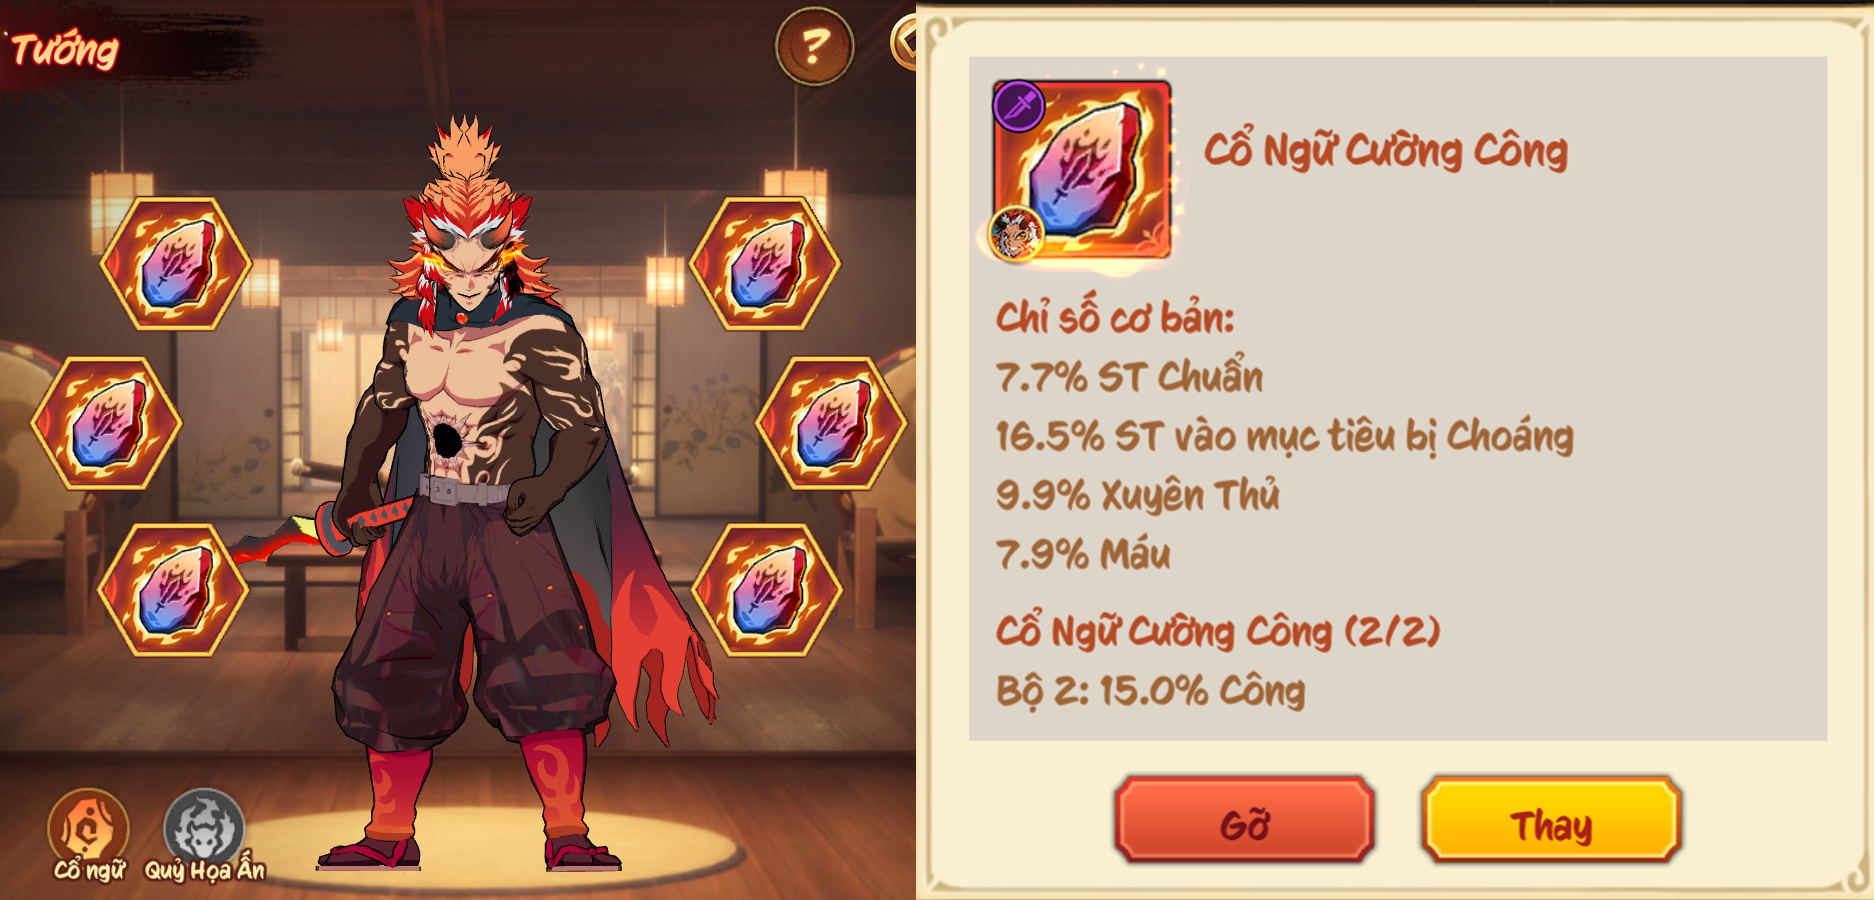 Tướng
?
Cổ ngữ
Quỷ Họa Ấn
Cổ Ngữ Cường Công
Chỉ số cơ bản:
7.7% ST Chuẩn
16.5% ST vào mục tiêu bị Choáng
9.9% Xuyên Thủ
7.9% Máu
Cổ Ngữ Cường Công (2/2)
Bộ 2: 15.0% Công
Gỡ
Thay